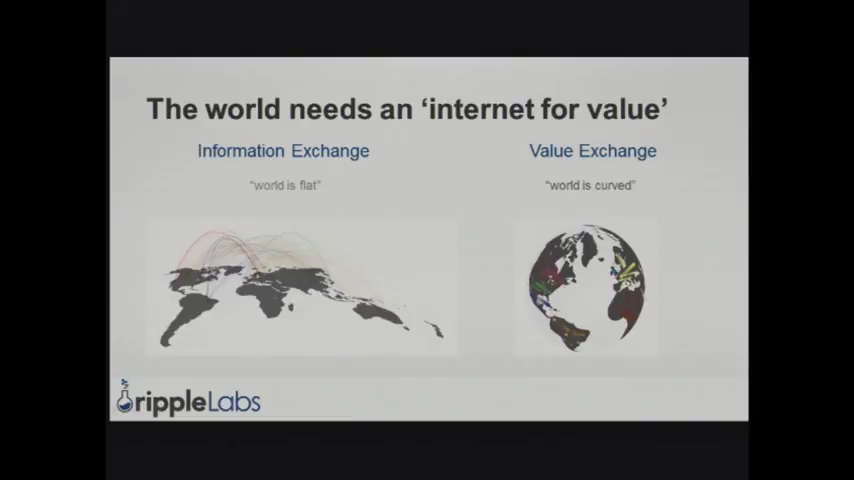 The world needs an ‘internet for value’
Information Exchange
Value Exchange
“world is flat”
“world is curved”
rippleLabs